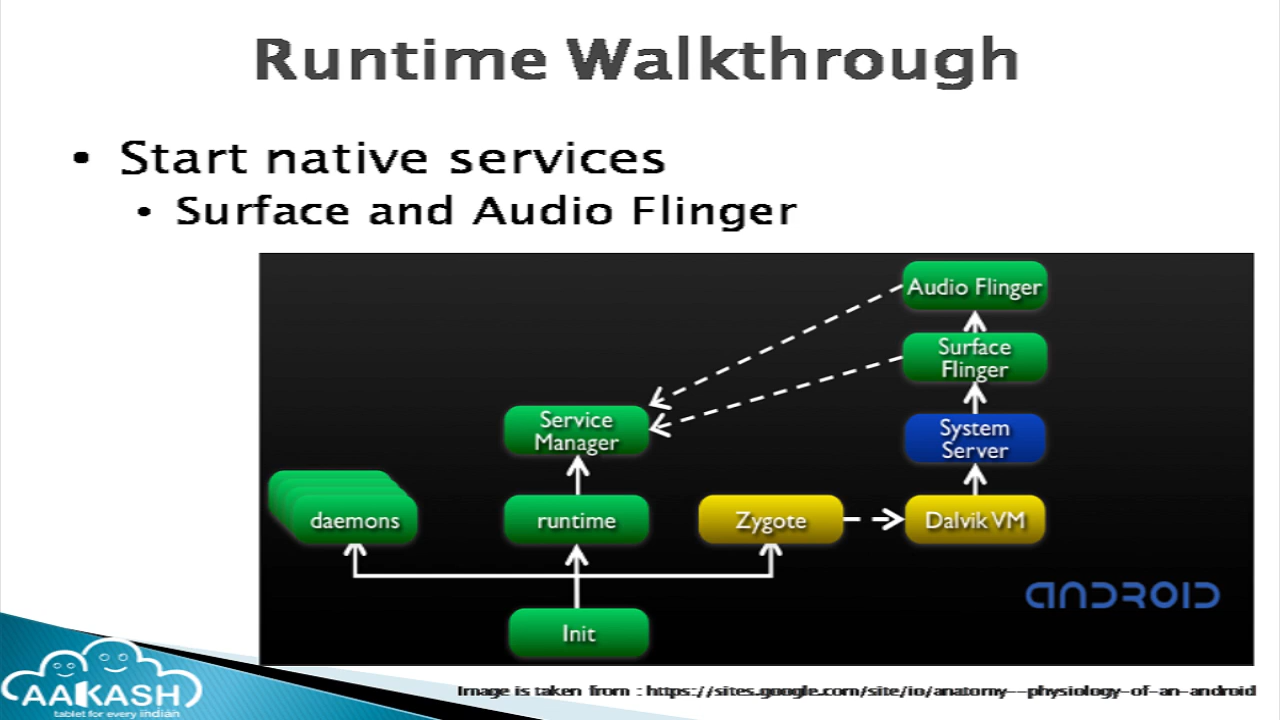 Runtime Walkthrough
• Start native services
• Surface and Audio Flinger
Audio Flinger
Surface
Flinger
Service
Manager
System
Server
daemons
runtime
Zygote
Dalvik VM
ANDROID
Init
AAKASH
tablet for every indian
Image is taken from : https://sites.google.com/site/io/anatomy--physiology-of-an-android